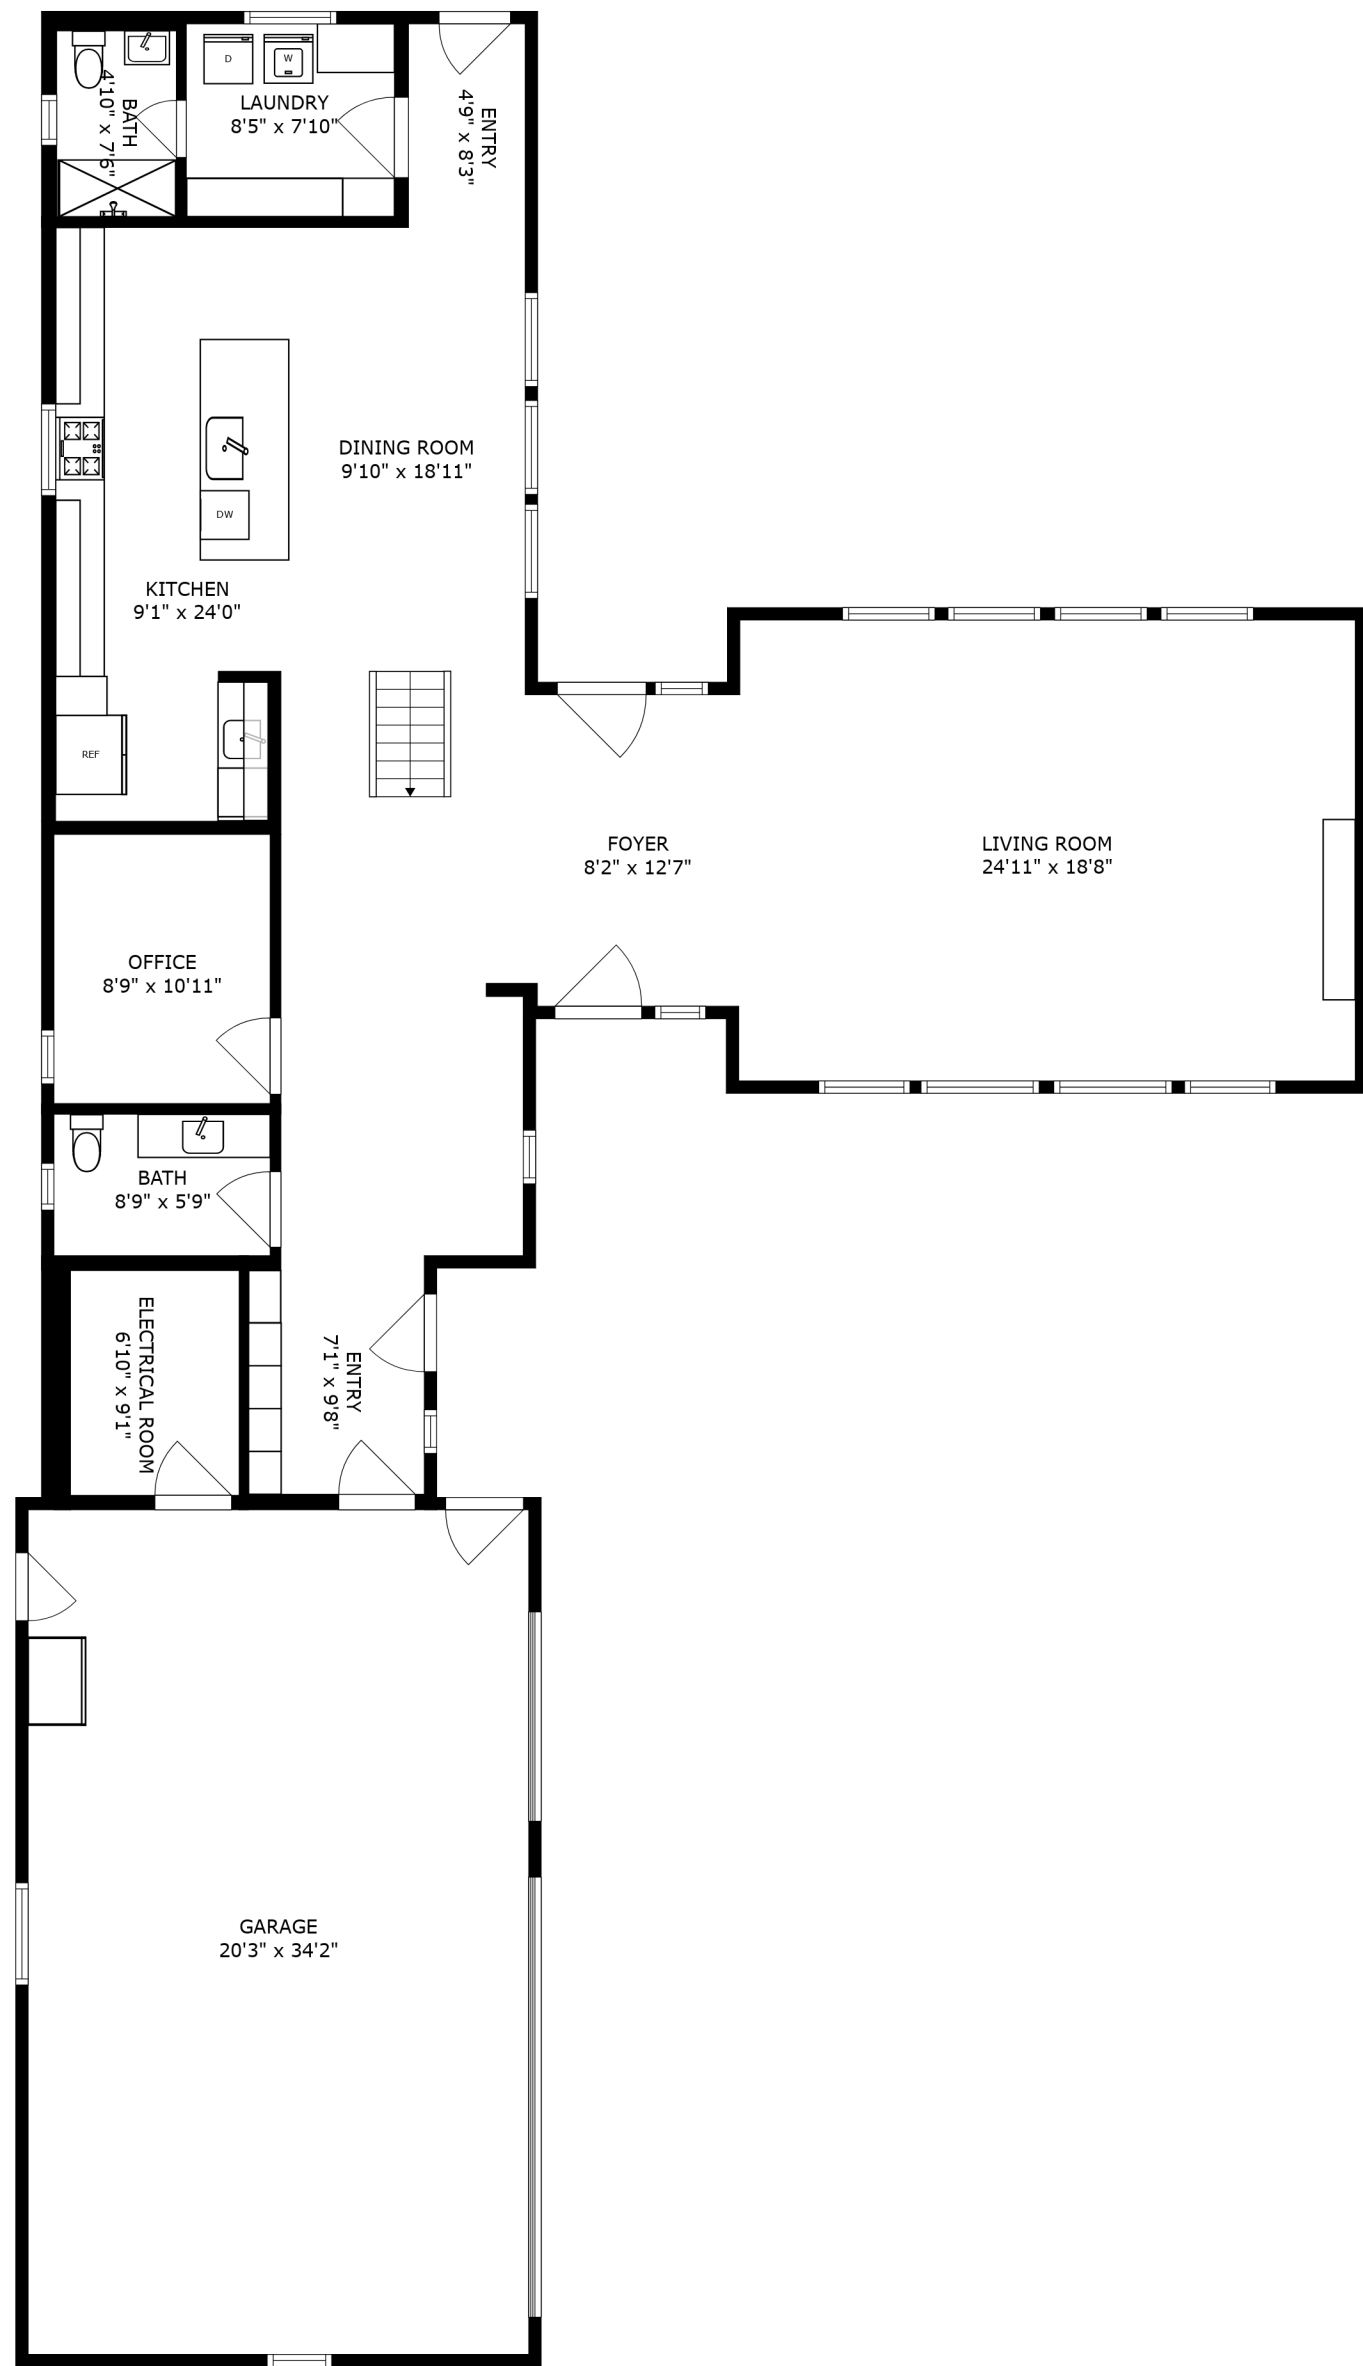 D
W
LAUNDRY
8'5" x 7'10"
BATH
4'10" x 7'6"
ENTRY
4'9" x 8'3"
DINING ROOM
9'10" x 18'11"
DW
KITCHEN
9'1" x 24'0"
REF
FOYER
8'2" x 12'7"
LIVING ROOM
24'11" x 18'8"
OFFICE
8'9" x 10'11"
BATH
8'9" x 5'9"
ELECTRICAL ROOM
6'10" x 9'1"
ENTRY
7'1" x 9'8"
GARAGE
20'3" x 34'2"